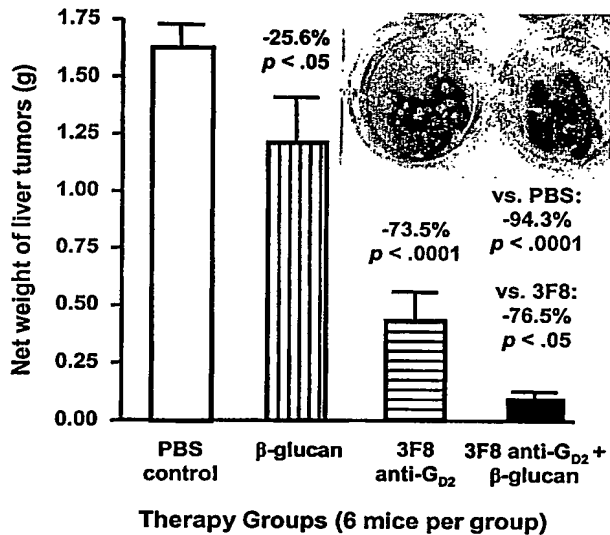 Net weight of liver tumors (g)
1.75
1.50
1.25
1.00
0.75
0.50
0.25
0.00
-25.6%
p < .05
-73.5%
p < .0001
vs. PBS:
-94.3%
p < .0001
vs. 3F8:
-76.5%
p < .05
PBS
control
β-glucan
3F8
anti-GD2
3F8 anti-GD2 +
β-glucan
Therapy Groups (6 mice per group)